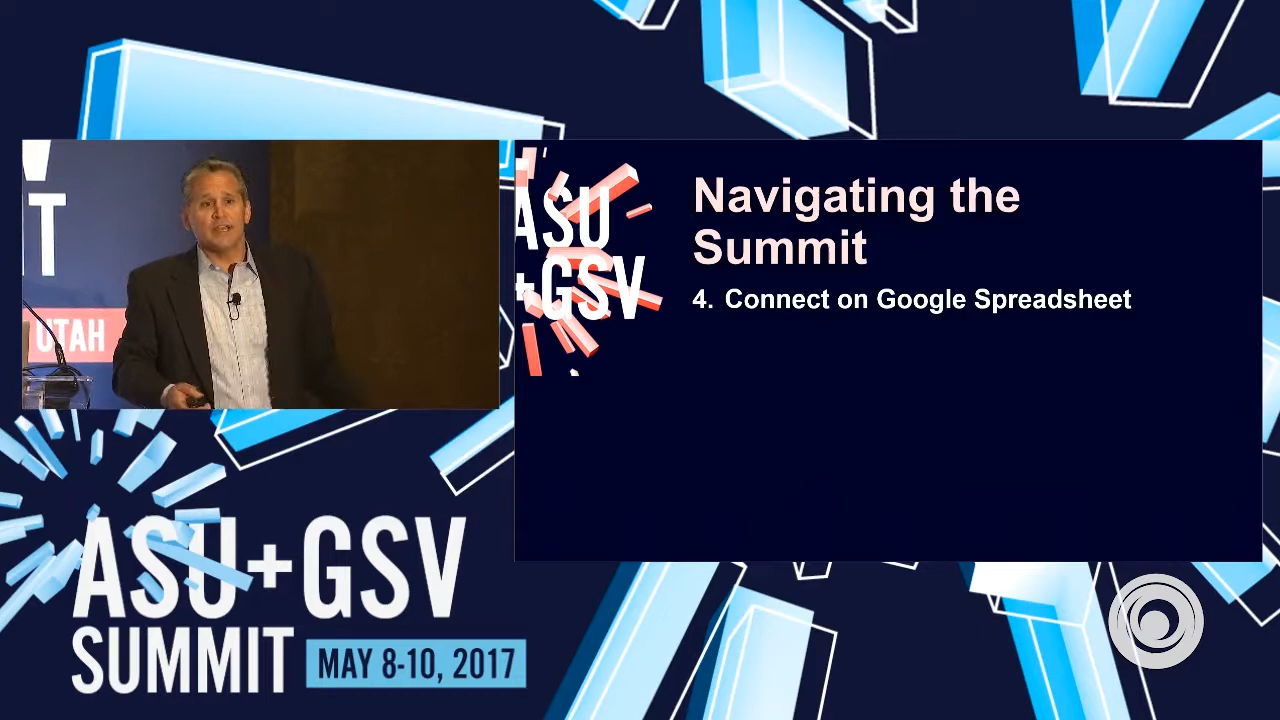 T
UTAH
ASU
+GSV
Navigating the
Summit
4. Connect on Google Spreadsheet
ASU+GSV
SUMMIT
MAY 8-10, 2017